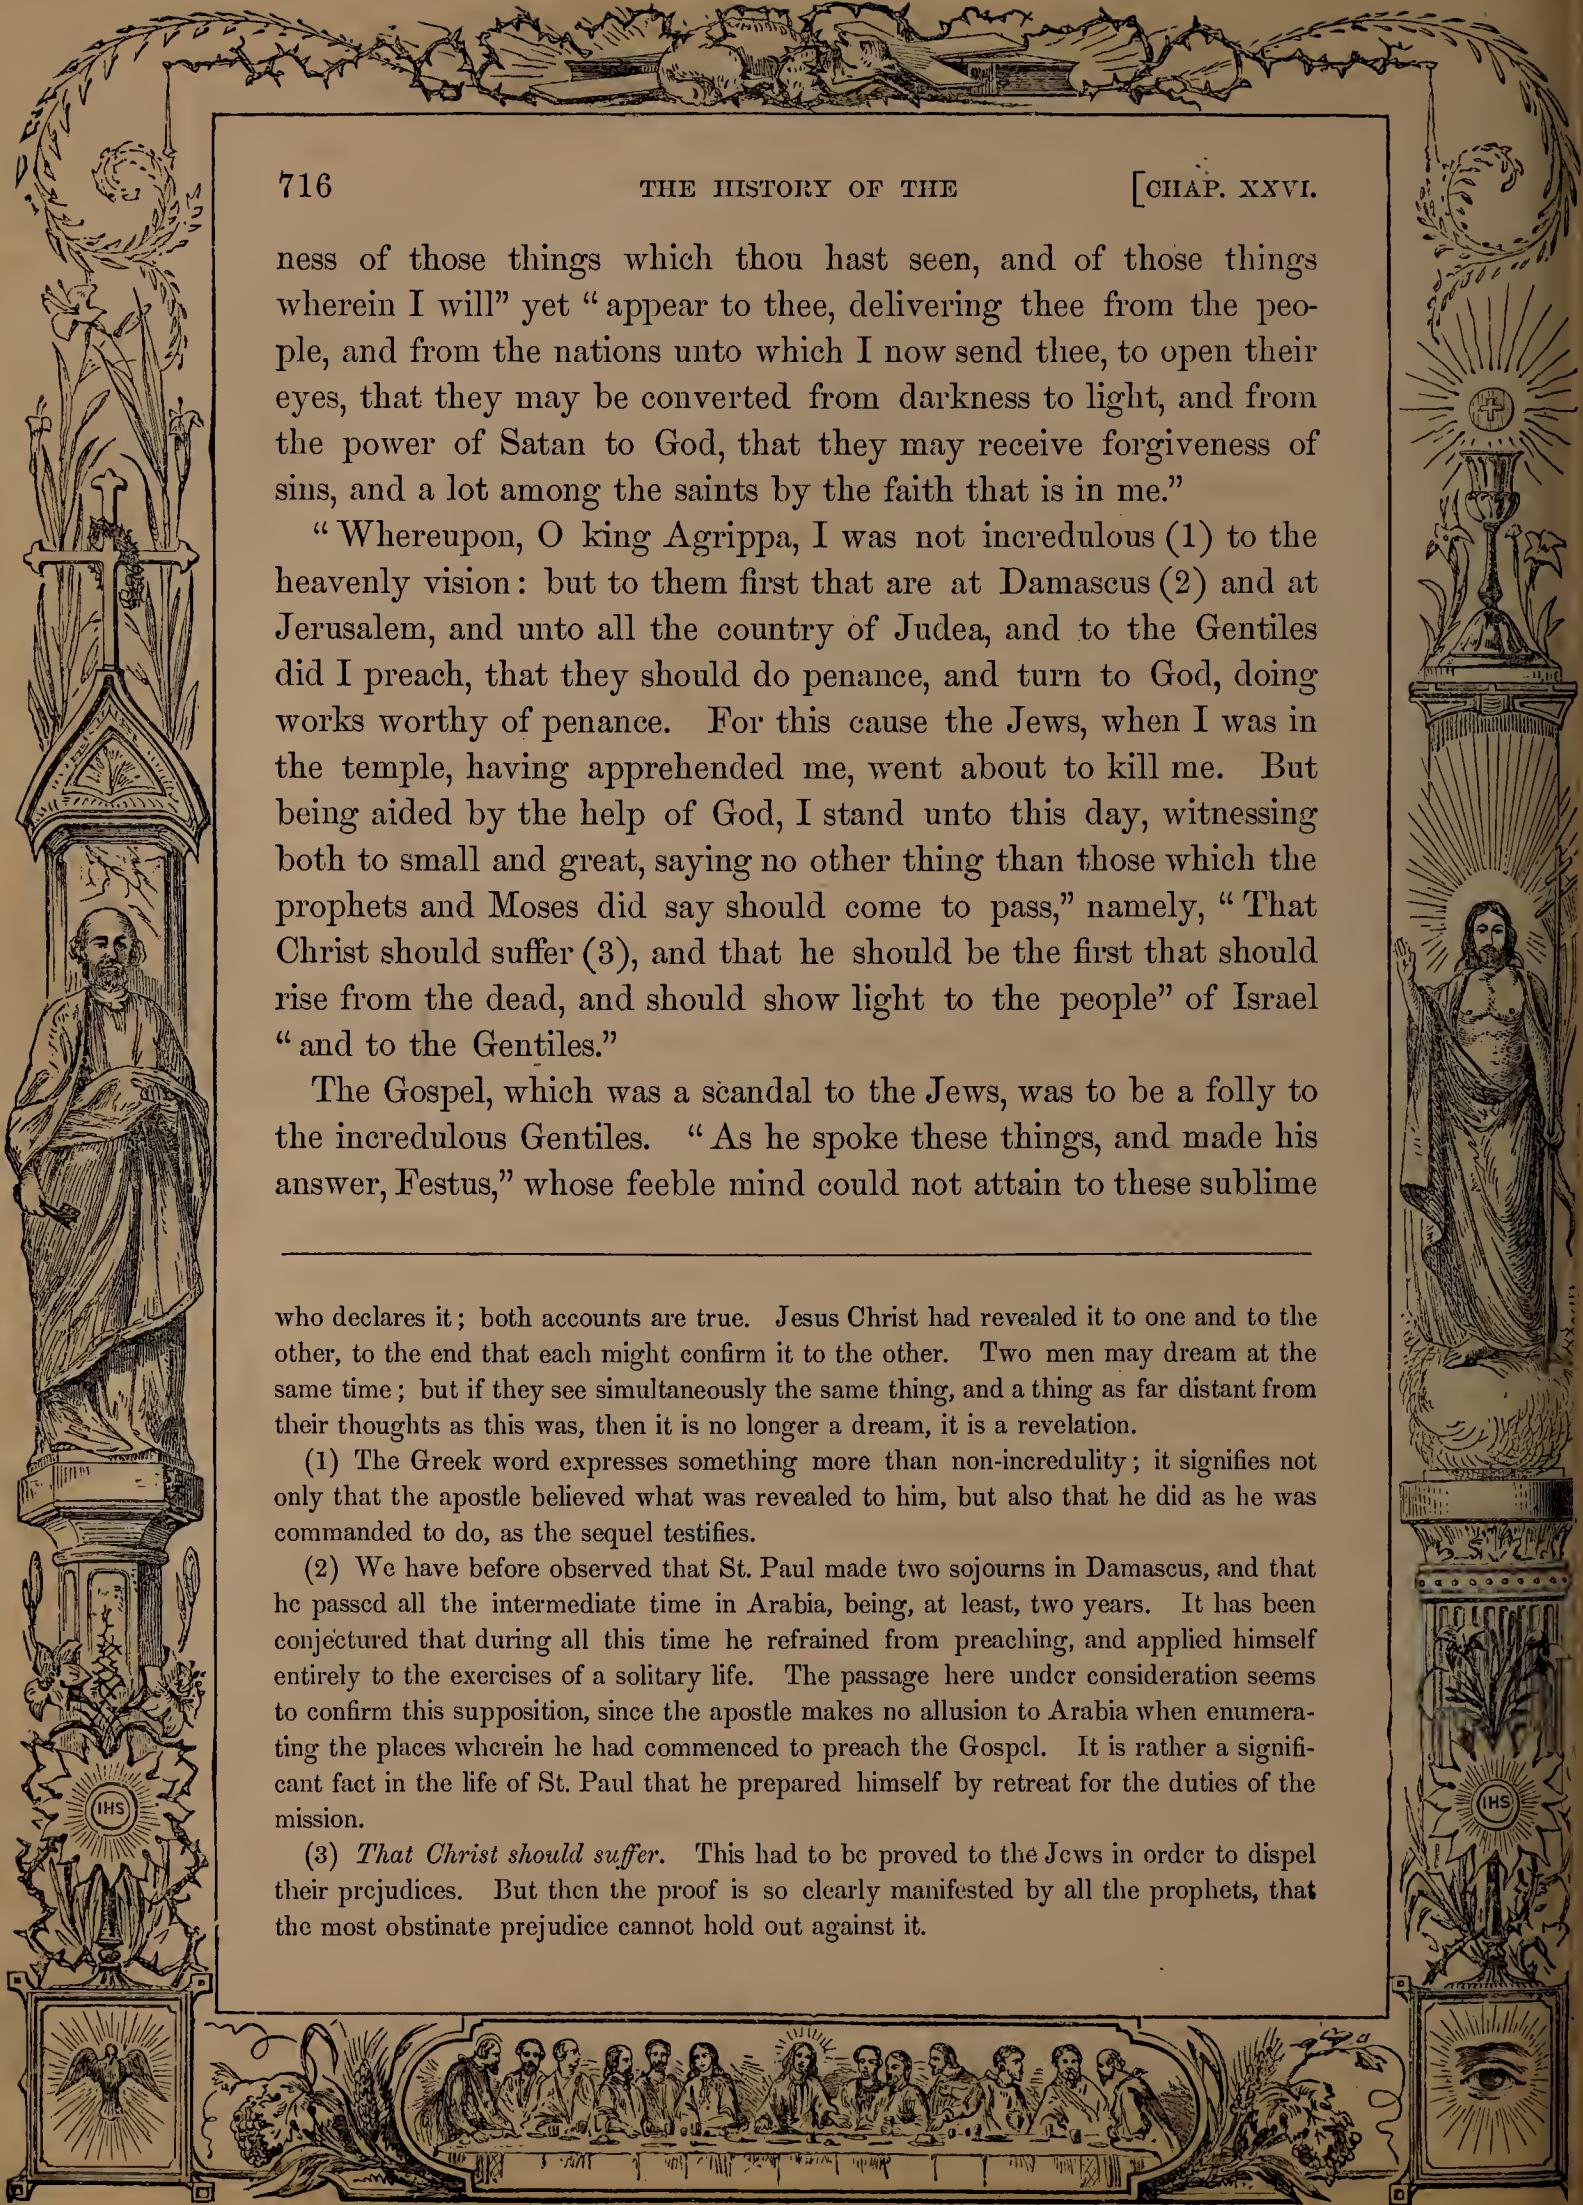 716 THE HISTORY OF THE [CHAP. XXVI.
ness of those things which thou hast seen, and of those things
wherein I will” yet “appear to thee, delivering thee from the peo-
ple, and from the nations unto which I now send thee, to open their
eyes, that they may be converted from darkness to light, and from
the power of Satan to God, that they may receive forgiveness of
sins, and a lot among the saints by the faith that is in me.”
“Whereupon, O king Agrippa, I was not incredulous (1) to the
heavenly vision: but to them first that are at Damascus (2) and at
Jerusalem, and unto all the country of Judea, and to the Gentiles
did I preach, that they should do penance, and turn to God, doing
works worthy of penance. For this cause the Jews, when I was in
the temple, having apprehended me, went about to kill me. But
being aided by the help of God, I stand unto this day, witnessing
both to small and great, saying no other thing than those which the
prophets and Moses did say should come to pass,” namely, “That
Christ should suffer (3), and that he should be the first that should
rise from the dead, and should show light to the people” of Israel
“and to the Gentiles.”
The Gospel, which was a scandal to the Jews, was to be a folly to
the incredulous Gentiles. “As he spoke these things, and made his
answer, Festus,” whose feeble mind could not attain to these sublime
who declares it; both accounts are true. Jesus Christ had revealed it to one and to the
other, to the end that each might confirm it to the other. Two men may dream at the
same time; but if they see simultaneously the same thing, and a thing as far distant from
their thoughts as this was, then it is no longer a dream, it is a revelation.
(1) The Greek word expresses something more than non-incredulity; it signifies not
only that the apostle believed what was revealed to him, but also that he did as he was
commanded to do, as the sequel testifies.
(2) We have before observed that St. Paul made two sojourns in Damascus, and that
he passed all the intermediate time in Arabia, being, at least, two years. It has been
conjectured that during all this time he refrained from preaching, and applied himself
entirely to the exercises of a solitary life. The passage here under consideration seems
to confirm this supposition, since the apostle makes no allusion to Arabia when enumera-
ting the places wherein he had commenced to preach the Gospel. It is rather a signifi-
cant fact in the life of St. Paul that he prepared himself by retreat for the duties of the
mission.
(3) That Christ should suffer. This had to be proved to the Jews in order to dispel
their prejudices. But then the proof is so clearly manifested by all the prophets, that
the most obstinate prejudice cannot hold out against it.
IHS
IHS